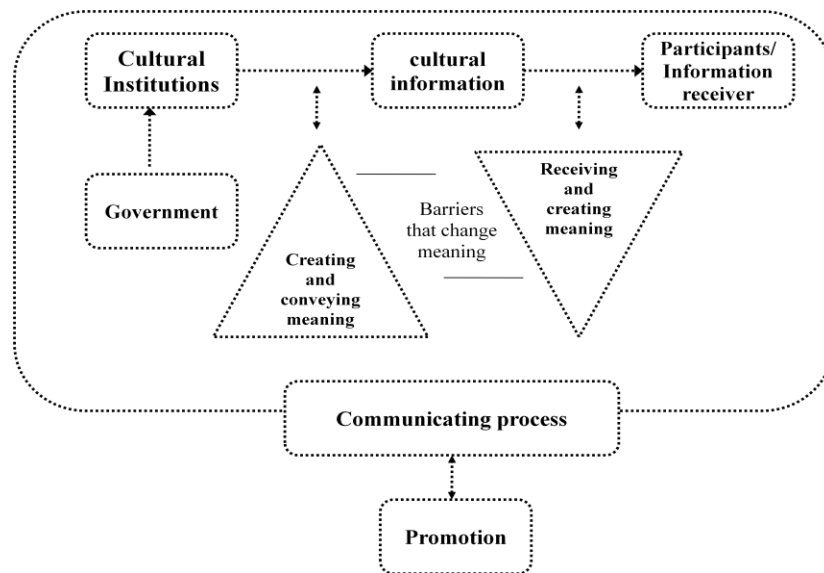 Cultural
Institutions
cultural
information
Participants/
Information
receiver
Government
Creating
and
conveying
meaning
Barriers
that change
meaning
Receiving
and
creating
meaning
Communicating process
Promotion